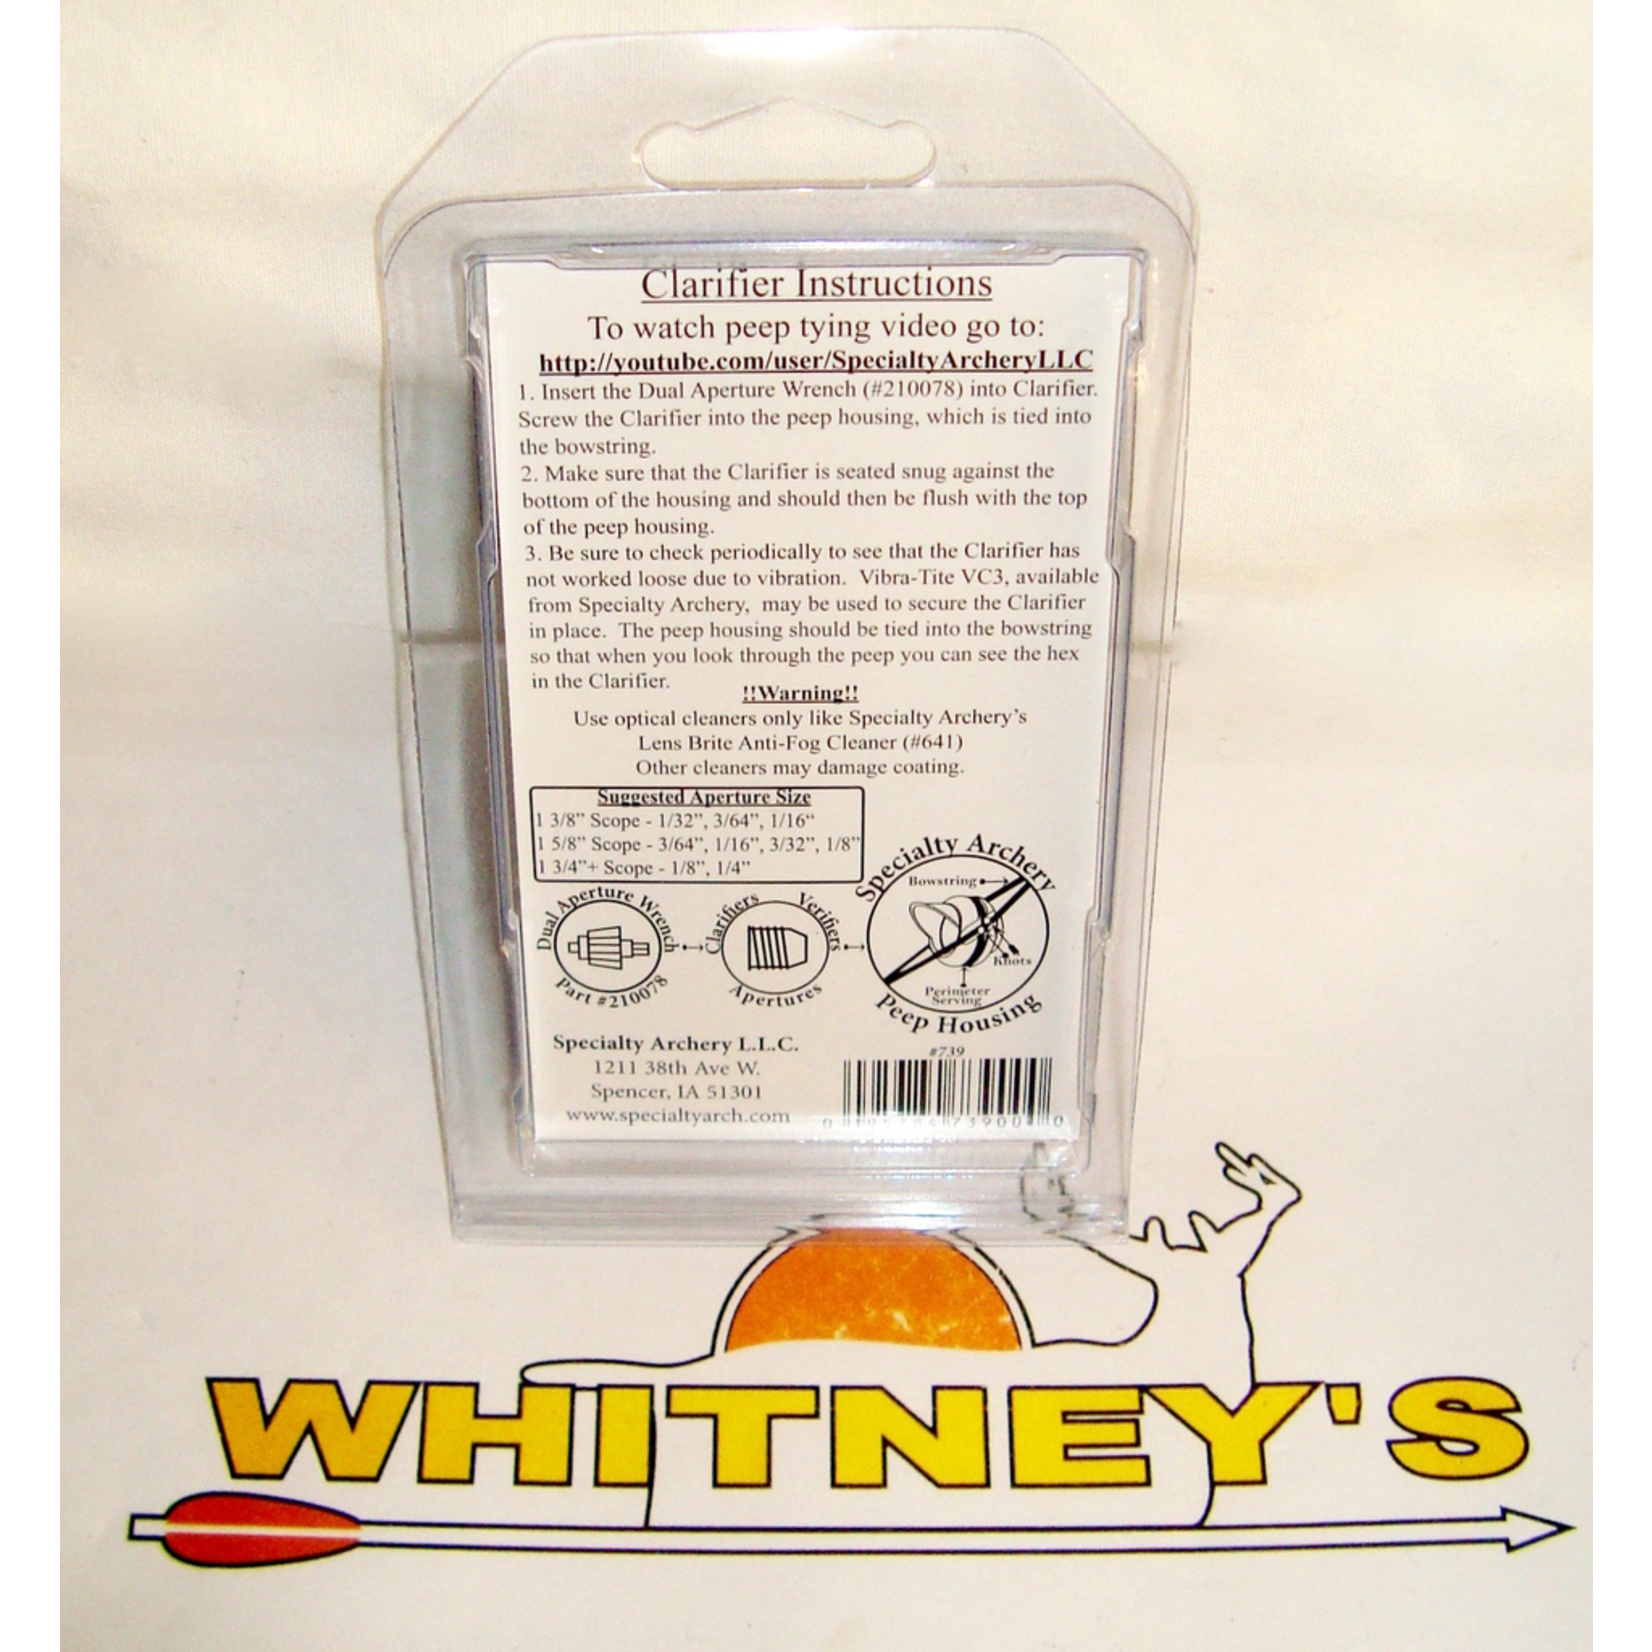 Clarifier Instructions
To watch peep tying video go to:
http://youtube.com/user/SpecialtyArcheryLLC
1. Insert the Dual Aperture Wrench (#210078) into Clarifier.
Screw the Clarifier into the peep housing, which is tied into
the bowstring.
2. Make sure that the Clarifier is seated snug against the
bottom of the housing and should then be flush with the top
of the peep housing.
3. Be sure to check periodically to see that the Clarifier has
not worked loose due to vibration.  Vibra-Tite VC3, available
from Specialty Archery,  may be used to secure the Clarifier
in place.  The peep housing should be tied into the bowstring
so that when you look through the peep you can see the hex
in the Clarifier.
!!Warning!!
Use optical cleaners only like Specialty Archery’s
Lens Brite Anti-Fog Cleaner (#641)
Other cleaners may damage coating.
Suggested Aperture Size
1 3/8” Scope - 1/32”, 3/64”, 1/16“
1 5/8” Scope - 3/64”, 1/16”, 3/32”, 1/8”
1 3/4”+ Scope - 1/8”, 1/4”
Dual Aperture Wrench
Part #210078
Clarifiers
Verifiers
Apertures
Specialty Archery
Bowstring
Knots
Perimeter
Serving
Peep Housing
Specialty Archery L.L.C.
1211 38th Ave W.
Spencer, IA 51301
www.specialtyarch.com
#739
WHITNEY'S